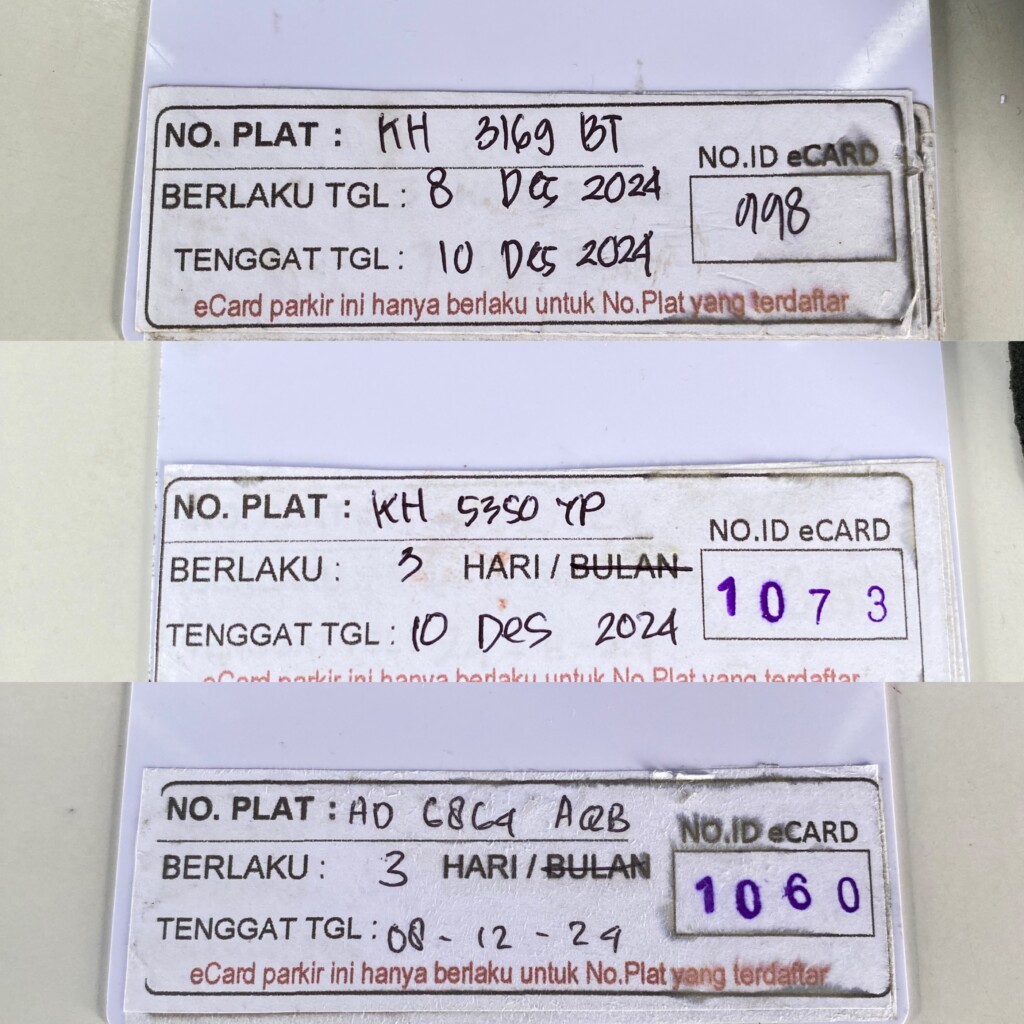 NO. PLAT : KH 3169 BT
NO.ID eCARD
BERLAKU TGL : 8 Des 2024
998
TENGGAT TGL : 10 Des 2024
eCard parkir ini hanya berlaku untuk No.Plat yang terdaftar
NO. PLAT : KH 5350 YP
NO.ID eCARD
BERLAKU : 3 HARI / BULAN
1073
TENGGAT TGL : 10 Des 2024
eCard parkir ini hanya berlaku untuk No.Plat yang terdaftar
NO. PLAT : AD 6864 AQB
NO.ID eCARD
BERLAKU : 3 HARI / BULAN
1060
TENGGAT TGL : 08 - 12 - 24
eCard parkir ini hanya berlaku untuk No.Plat yang terdaftar